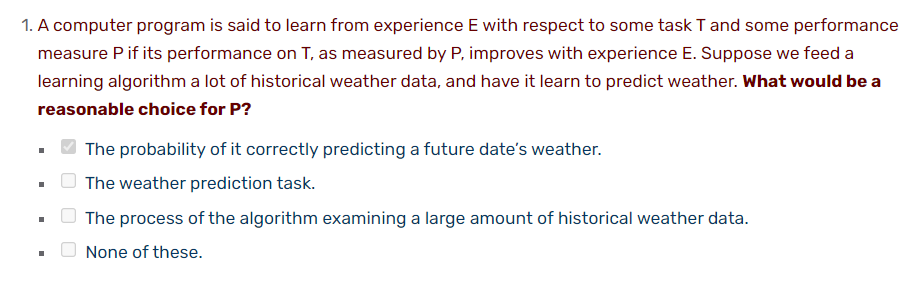 1. A computer program is said to learn from experience E with respect to some task T and some performance
measure P if its performance on T, as measured by P, improves with experience E. Suppose we feed a
learning algorithm a lot of historical weather data, and have it learn to predict weather. What would be a
reasonable choice for P?
The probability of it correctly predicting a future date's weather.
The weather prediction task.
The process of the algorithm examining a large amount of historical weather data.
None of these.